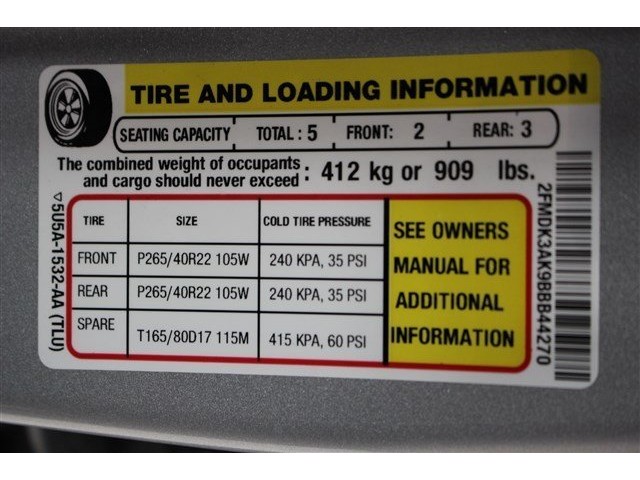 TIRE AND LOADING INFORMATION
SEATING CAPACITY TOTAL : 5 FRONT: 2 REAR: 3
The combined weight of occupants and cargo should never exceed : 412 kg or 909 lbs.
TIRE SIZE COLD TIRE PRESSURE
FRONT P265/40R22 105W 240 KPA, 35 PSI
REAR P265/40R22 105W 240 KPA, 35 PSI
SPARE T165/80D17 115M 415 KPA, 60 PSI
SEE OWNERS
MANUAL FOR
ADDITIONAL
INFORMATION
5U5A-1532-AA (TLU)
2FMDK3AK9BBB44270